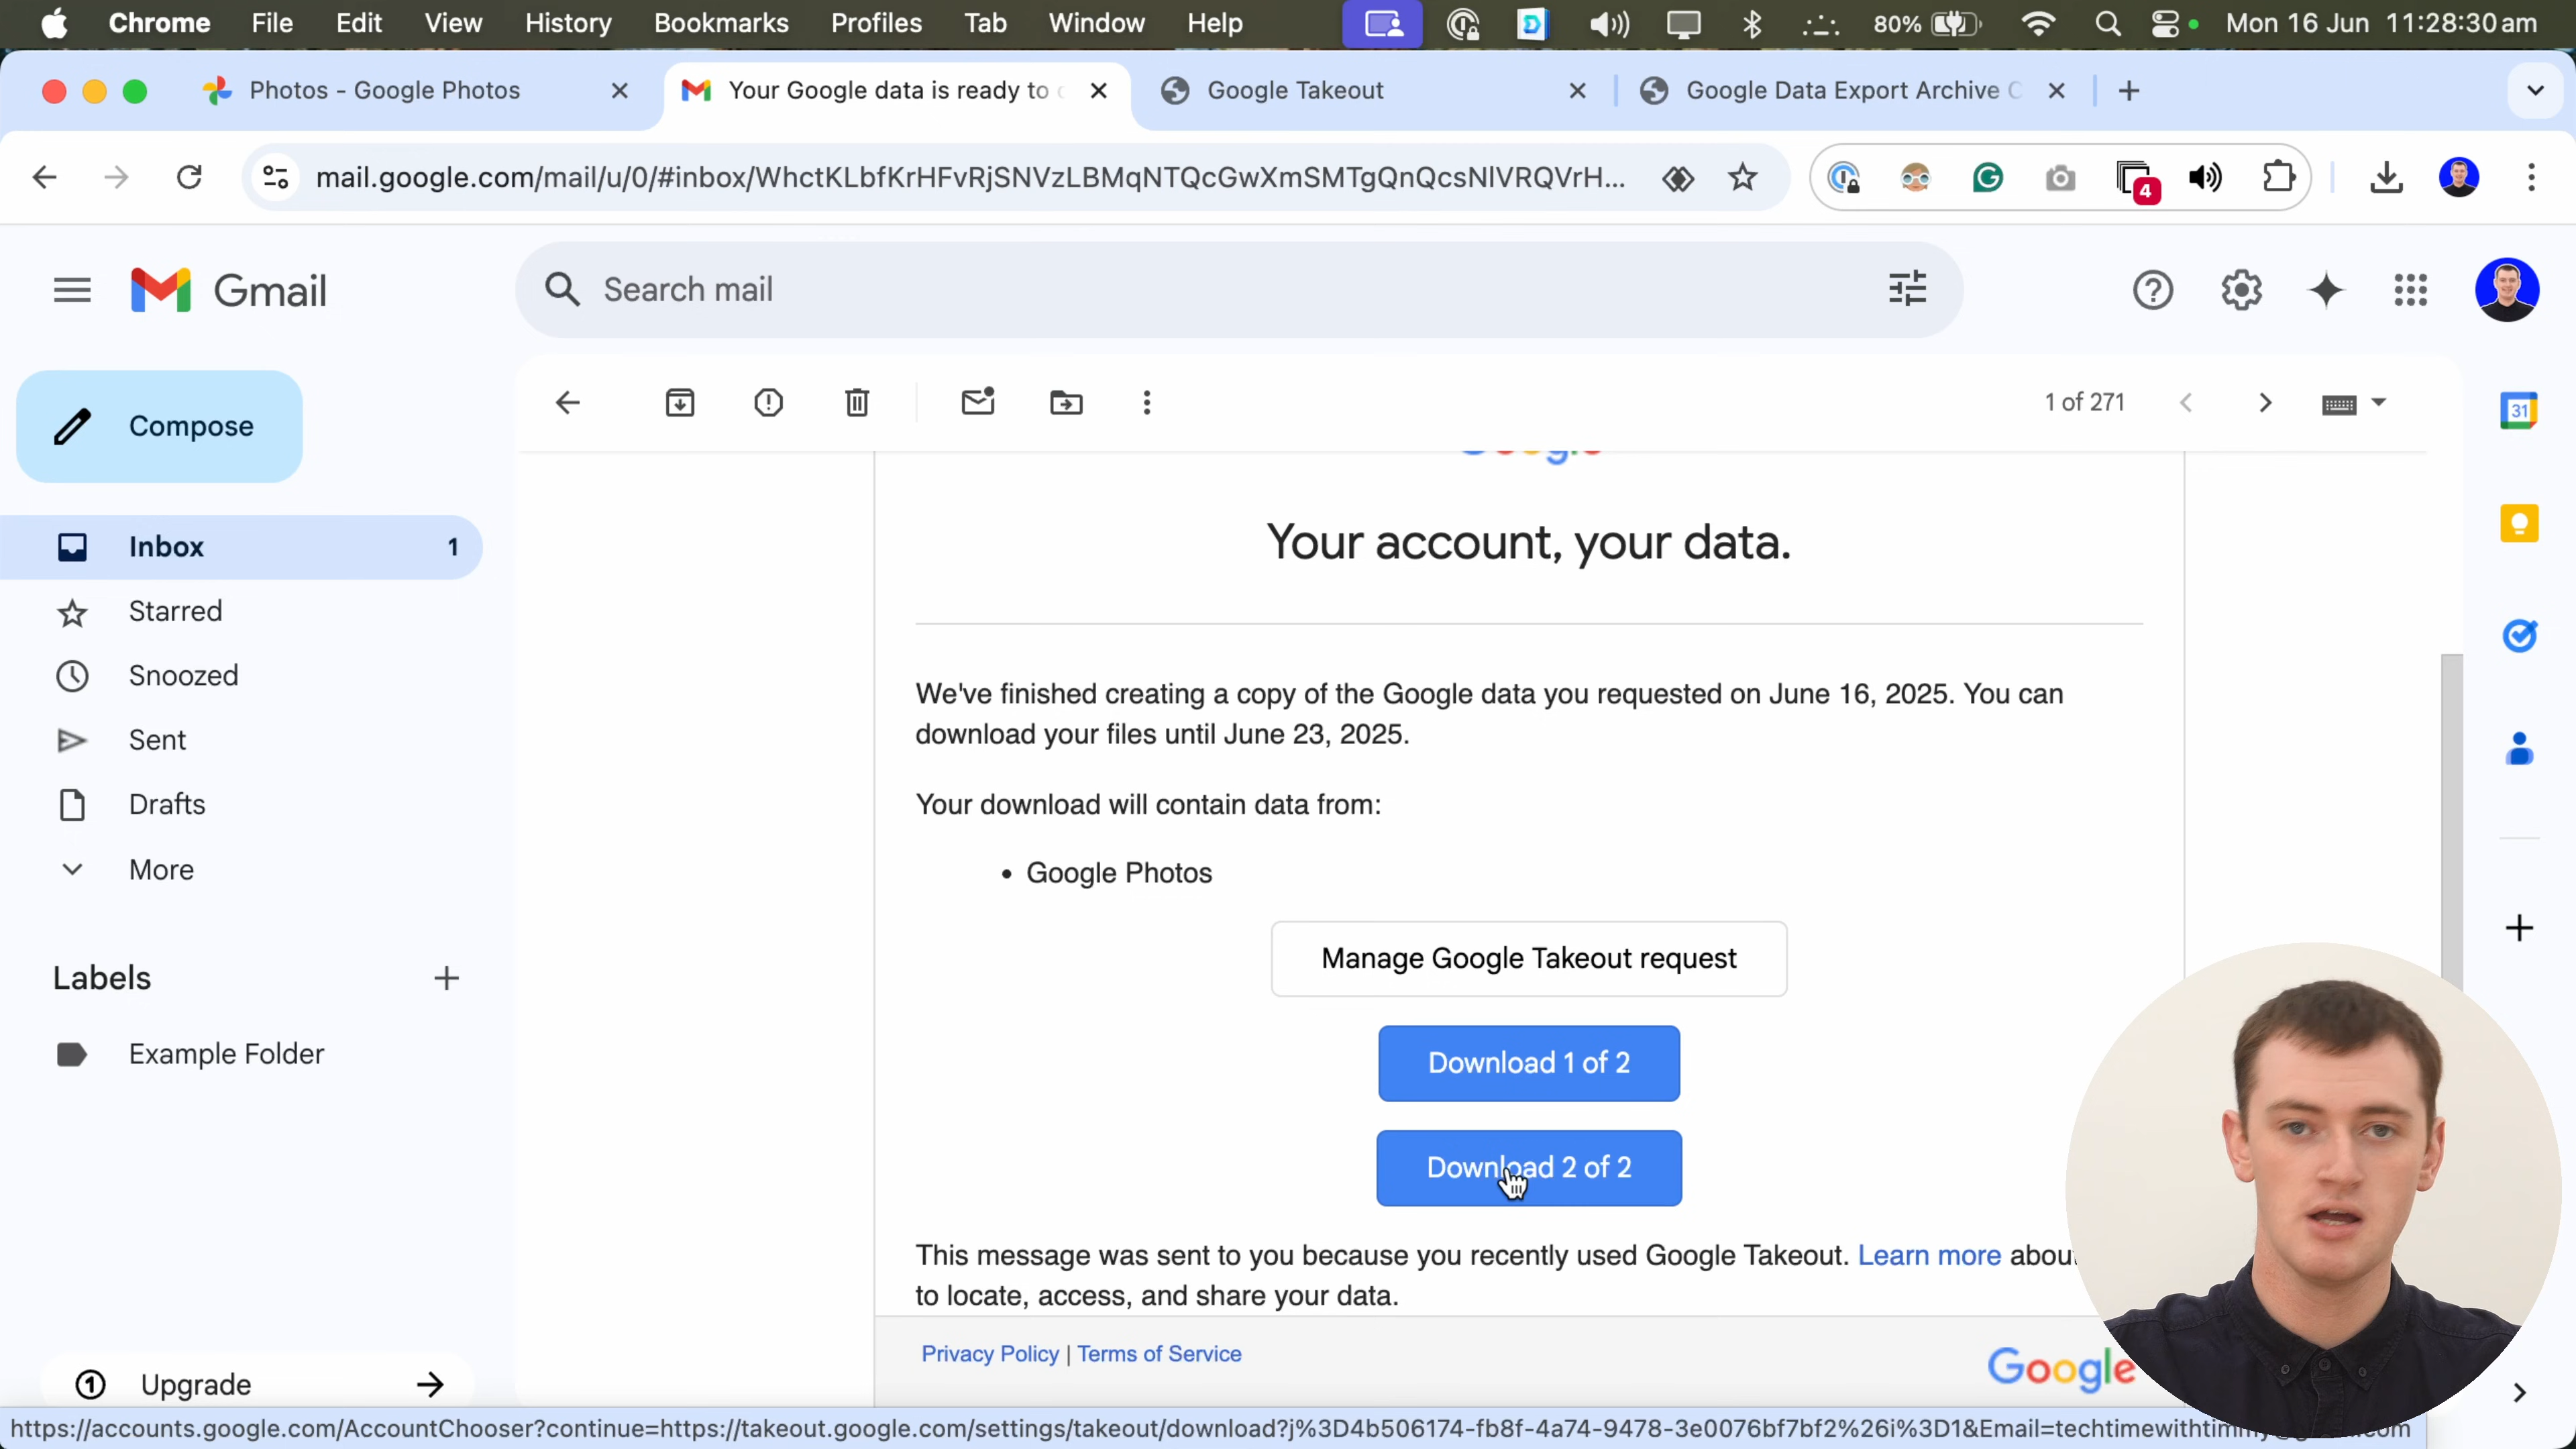 Chrome File Edit View History Bookmarks Profiles Tab Window Help 80% Mon 16 Jun 11:28:30 am
Photos - Google Photos
Your Google data is ready to
Google Takeout
Google Data Export Archive
mail.google.com/mail/u/0/#inbox/WhctKLbfKrHFvRjSNVzLBMqNTQcGwXmSMTgQnQcsNlVRQVrH...
4
Gmail
Search mail
Compose
1 of 271
31
Inbox 1
Starred
Snoozed
Sent
Drafts
More
Labels
Example Folder
Upgrade
Google
Your account, your data.
We've finished creating a copy of the Google data you requested on June 16, 2025. You can
download your files until June 23, 2025.
Your download will contain data from:
• Google Photos
Manage Google Takeout request
Download 1 of 2
Download 2 of 2
This message was sent to you because you recently used Google Takeout. Learn more
to locate, access, and share your data.
Privacy Policy | Terms of Service
Google
https://accounts.google.com/AccountChooser?continue=https://takeout.google.com/settings/takeout/download?j%3D4b506174-fb8f-4a74-9478-3e0076bf7bf2%26i%3D1&Email=techtimewithtimmy@gmail.com